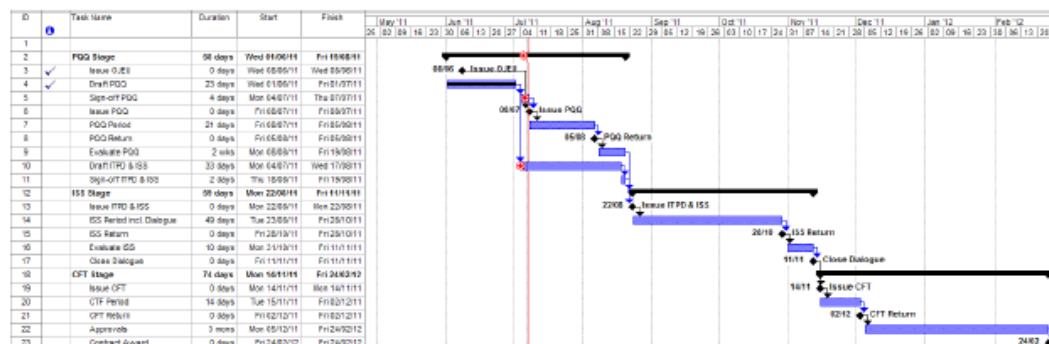 ID Task Name Duration Start Finish May '11 Jun '11 Jul '11 Aug '11 Sep '11 Oct '11 Nov '11 Dec '11 Jan '12 Feb '12
1
2 PQQ Stage 58 days Wed 01/06/11 Fri 19/08/11
3 Issue OJEU 0 days Wed 08/06/11 Wed 08/06/11 08/06 Issue OJEU
4 Draft PQQ 23 days Wed 01/06/11 Fri 01/07/11
5 Sign-off PQQ 4 days Mon 04/07/11 Thu 07/07/11
6 Issue PQQ 0 days Issue PQQ
7 PQQ Period 21 days Fri 05/08/11
8 PQQ Return 0 days Fri 05/08/11 Fri 05/08/11 05/08 PQQ Return
9 Evaluate PQQ 2 wks Mon 08/08/11 Fri 19/08/11
10 Draft ITPD & ISS 33 days Mon 04/07/11 Wed 17/08/11
11 Sign-off ITPD & ISS 2 days Thu 18/08/11 Fri 19/08/11
12 ISS Stage Mon 22/08/11 Fri 11/11/11
13 Issue ITPD & ISS 0 days Mon 22/08/11 Mon 22/08/11 22/08 Issue ITPD & ISS
14 ISS Period incl. Dialogue 49 days Tue 23/08/11 Fri 28/10/11
15 ISS Return 0 days Fri 28/10/11 Fri 28/10/11 28/10 ISS Return
16 Evaluate ISS 10 days Mon 31/10/11 Fri 11/11/11
17 Close Dialogue 0 days Fri 11/11/11 Fri 11/11/11 11/11 Close Dialogue
18 CFT Stage 74 days Mon 14/11/11 Fri 24/02/12
19 Issue CFT 0 days Mon 14/11/11 Mon 14/11/11 14/11 Issue CFT
20 CTF Period 14 days Tue 15/11/11 Fri 02/12/11
21 CFT Return 0 days Fri 02/12/11 Fri 02/12/11 02/12 CFT Return
22 Approvals 3 mons Mon 05/12/11 Fri 24/02/12
23 Contract Award 0 days Fri 24/02/12 Fri 24/02/12 24/02